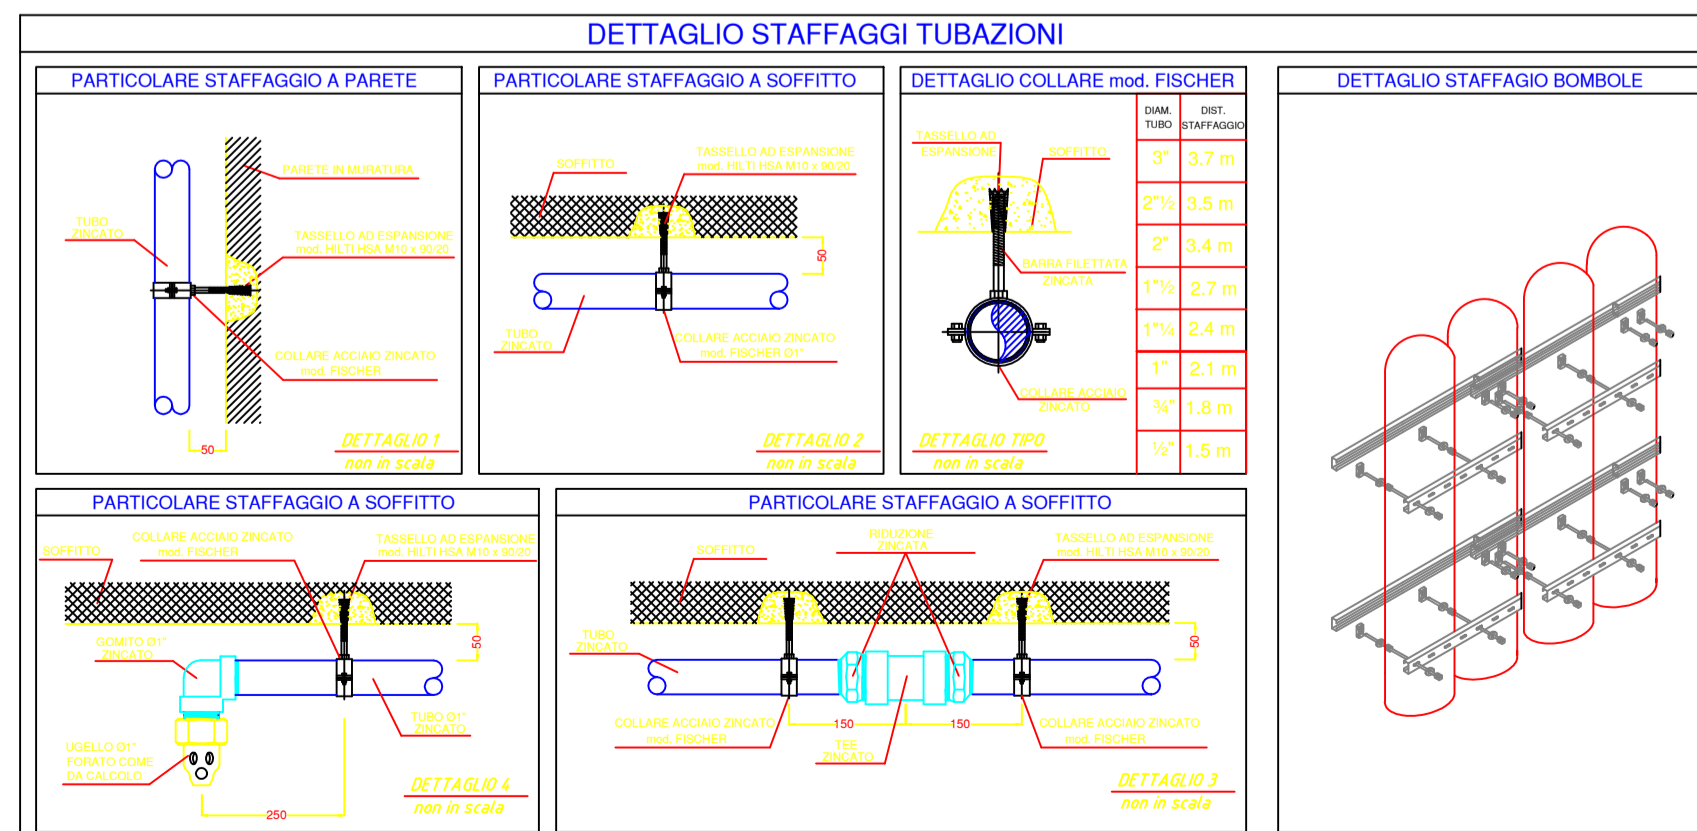 DETTAGLIO STAFFAGGI TUBAZIONI
PARTICOLARE STAFFAGGIO A PARETE
PARETE IN MURATURA
TUBO
ZINCATO
TASSELLO AD ESPANSIONE
mod. HILTI HSA M10 x 90/20
COLLARE ACCIAIO ZINCATO
mod. FISCHER
50
DETTAGLIO 1
non in scala
PARTICOLARE STAFFAGGIO A SOFFITTO
SOFFITTO
TASSELLO AD ESPANSIONE
mod. HILTI HSA M10 x 90/20
50
TUBO
ZINCATO
COLLARE ACCIAIO ZINCATO
mod. FISCHER Ø1"
DETTAGLIO 2
non in scala
DETTAGLIO COLLARE mod. FISCHER
TASSELLO AD
ESPANSIONE
SOFFITTO
BARRA FILETTATA
ZINCATA
COLLARE ACCIAIO
ZINCATO
DETTAGLIO TIPO
non in scala
DIAM. TUBO DIST. STAFFAGGIO
3" 3.7 m
2"½ 3.5 m
2" 3.4 m
1"½ 2.7 m
1"¼ 2.4 m
1" 2.1 m
¾" 1.8 m
½" 1.5 m
DETTAGLIO STAFFAGIO BOMBOLE
PARTICOLARE STAFFAGGIO A SOFFITTO
SOFFITTO
COLLARE ACCIAIO ZINCATO
mod. FISCHER
TASSELLO AD ESPANSIONE
mod. HILTI HSA M10 x 90/20
GOMITO Ø1"
ZINCATO
50
TUBO Ø1"
ZINCATO
UGELLO Ø1"
FORATO COME
DA CALCOLO
250
DETTAGLIO 4
non in scala
PARTICOLARE STAFFAGGIO A SOFFITTO
SOFFITTO
RIDUZIONE
ZINCATA
TASSELLO AD ESPANSIONE
mod. HILTI HSA M10 x 90/20
TUBO
ZINCATO
50
COLLARE ACCIAIO ZINCATO
mod. FISCHER
150
150
TEE
ZINCATO
COLLARE ACCIAIO ZINCATO
mod. FISCHER
DETTAGLIO 3
non in scala